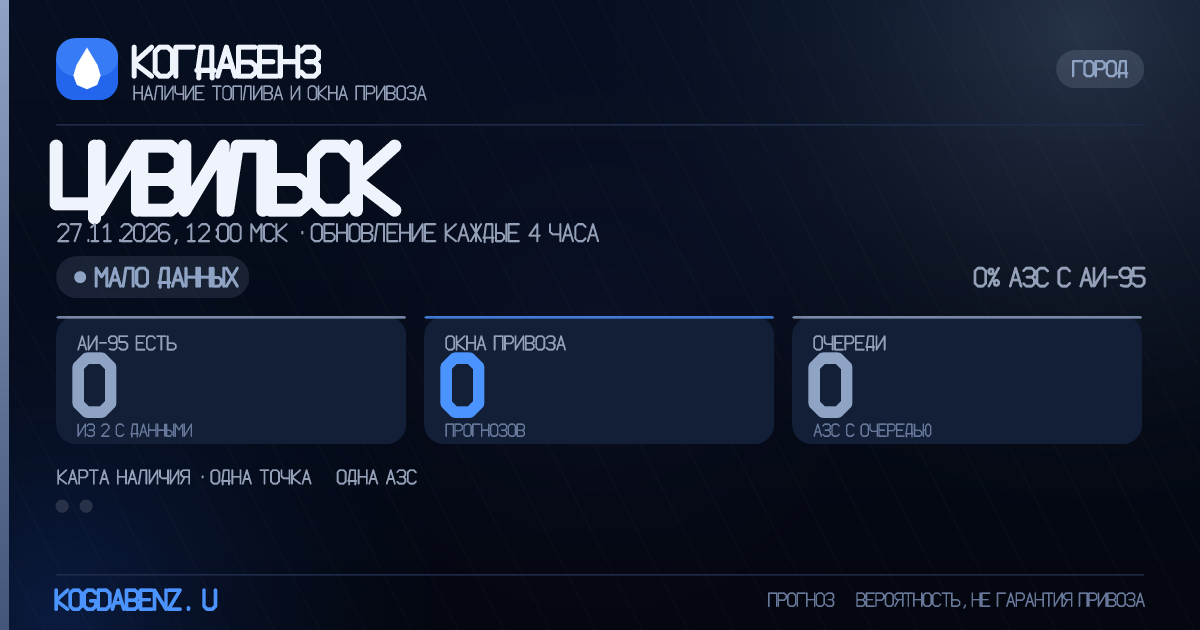 КОГДАБЕНЗ
НАЛИЧИЕ ТОПЛИВА И ОКНА ПРИВОЗА
ГОРОД
ЦИВИЛЬСК
27.11.2026, 12:00 МСК · ОБНОВЛЕНИЕ КАЖДЫЕ 4 ЧАСА
МАЛО ДАННЫХ
0% АЗС С АИ-95
АИ-95 ЕСТЬ
0
ИЗ 2 С ДАННЫМИ
ОКНА ПРИВОЗА
0
ПРОГНОЗОВ
ОЧЕРЕДИ
0
АЗС С ОЧЕРЕДЬЮ
КАРТА НАЛИЧИЯ · ОДНА ТОЧКА ОДНА АЗС
KOGDABENZ. U
ПРОГНОЗ ВЕРОЯТНОСТЬ, НЕ ГАРАНТИЯ ПРИВОЗА